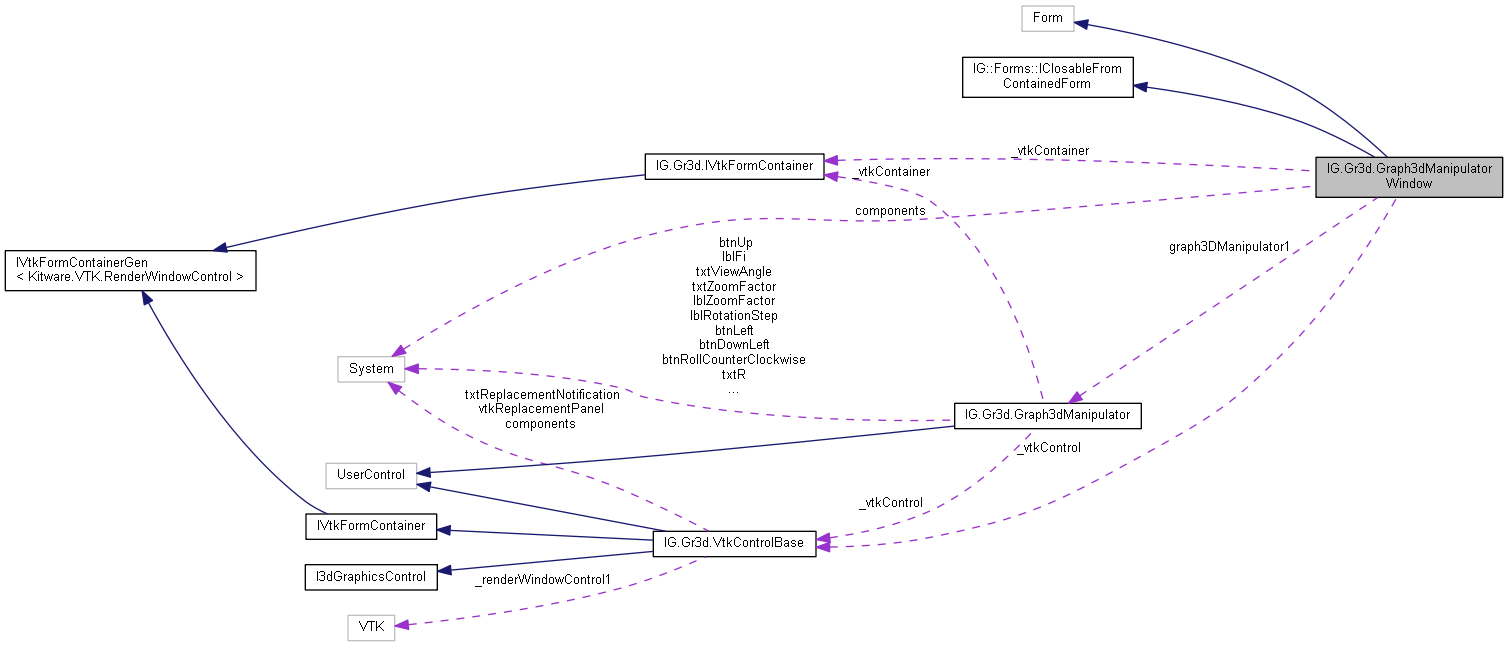 Form
IG::Forms::IClosableFrom
ContainedForm
_vtkContainer
IG.Gr3d.IVtkFormContainer
IG.Gr3d.Graph3dManipulator
Window
_vtkContainer
components
IVtkFormContainerGen
< Kitware.VTK.RenderWindowControl >
graph3DManipulator1
btnUp
lblFi
txtViewAngle
txtZoomFactor
lblZoomFactor
lblRotationStep
btnLeft
btnDownLeft
btnRollCounterClockwise
txtR
...
System
txtReplacementNotification
vtkReplacementPanel
components
IG.Gr3d.Graph3dManipulator
_vtkControl
UserControl
_vtkControl
IVtkFormContainer
IG.Gr3d.VtkControlBase
I3dGraphicsControl
_renderWindowControl1
VTK